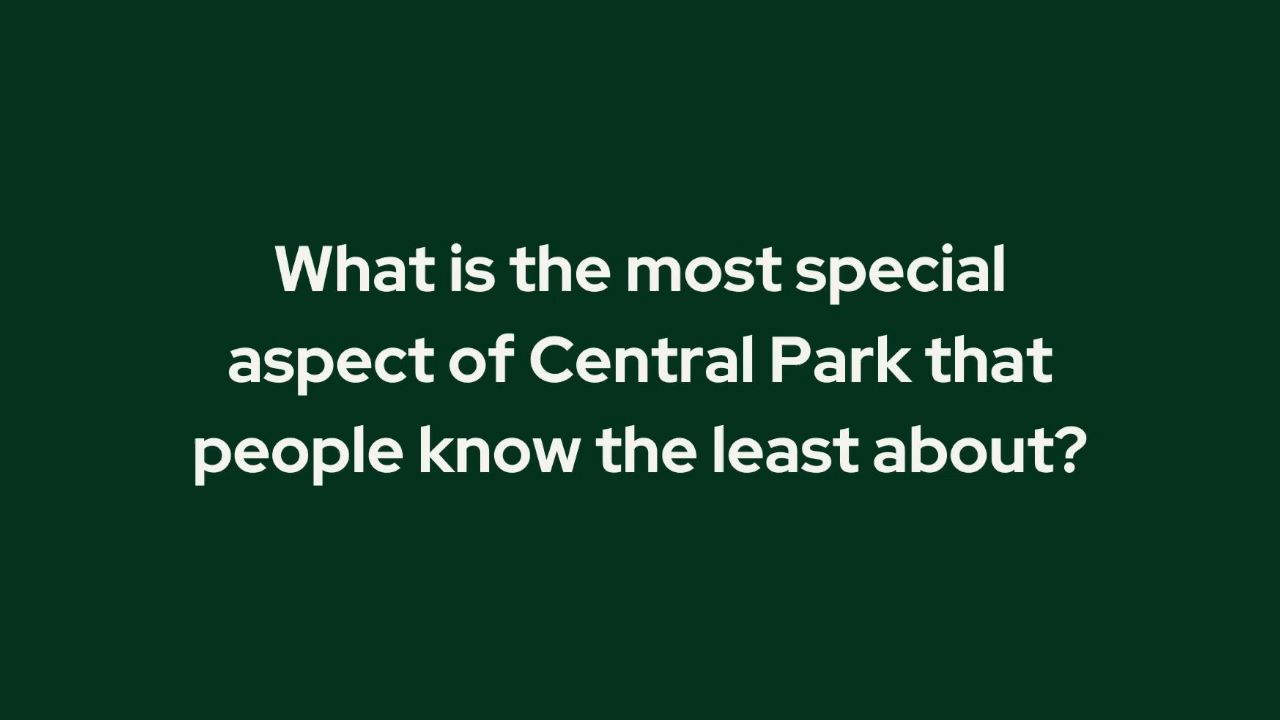 What is the most special
aspect of Central Park that
people know the least about?